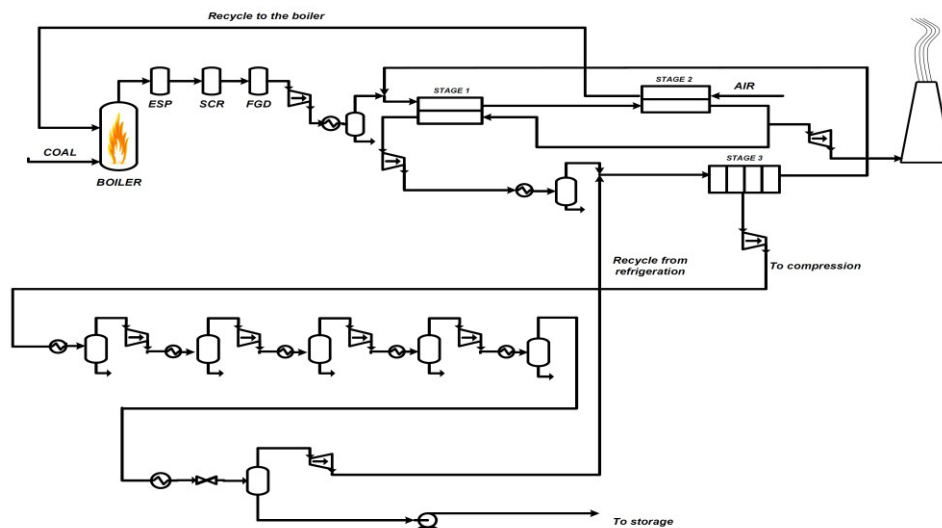 Recycle to the boiler
STAGE 1
STAGE 2
AIR
ESP
SCR
FGD
COAL
BOILER
STAGE 3
Recycle from
refrigeration
To compression
To storage